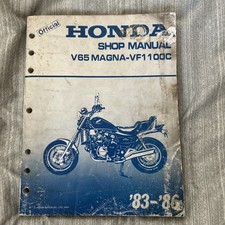 Official
HONDA
SHOP MANUAL
V65 MAGNA-VF1100C
'83-'86